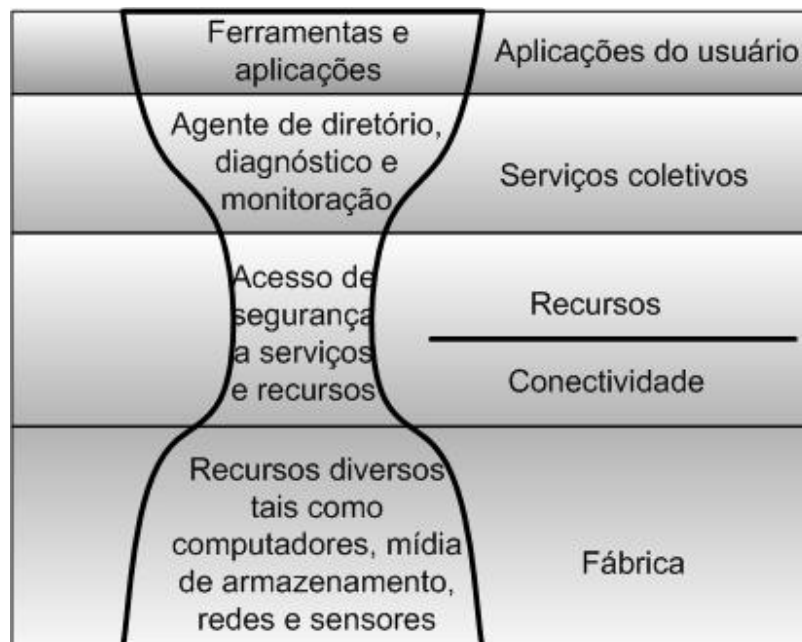 Ferramentas e
aplicações
Aplicações do usuário
Agente de diretório,
diagnóstico e
monitoração
Serviços coletivos
Acesso de
segurança
a serviços
e recursos
Recursos
Conectividade
Recursos diversos
tais como
computadores, mídia
de armazenamento,
redes e sensores
Fábrica